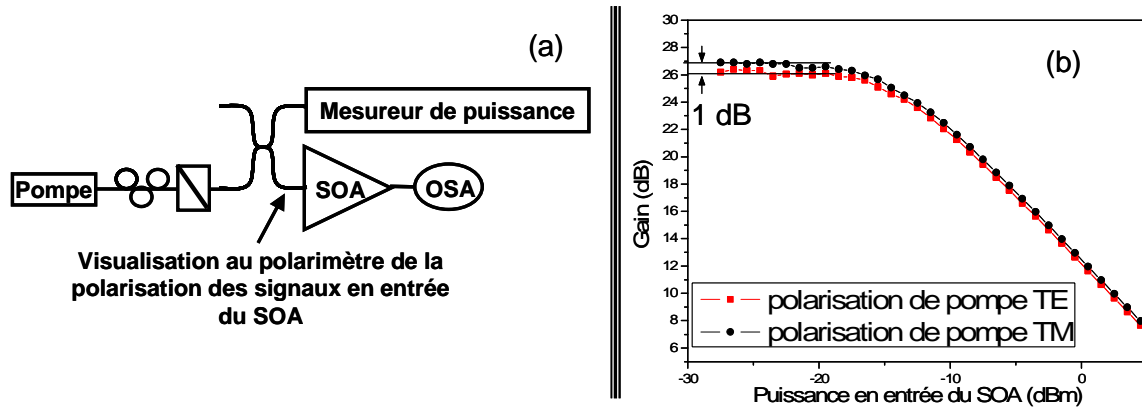 (a)
Mesureur de puissance
Pompe
SOA
OSA
Visualisation au polarimètre de la
polarisation des signaux en entrée
du SOA
(b)
30
28
26
24
22
20
18
16
14
12
10
8
6
1 dB
Gain (dB)
polarisation de pompe TE
polarisation de pompe TM
-30
-20
-10
0
Puissance en entrée du SOA (dBm)